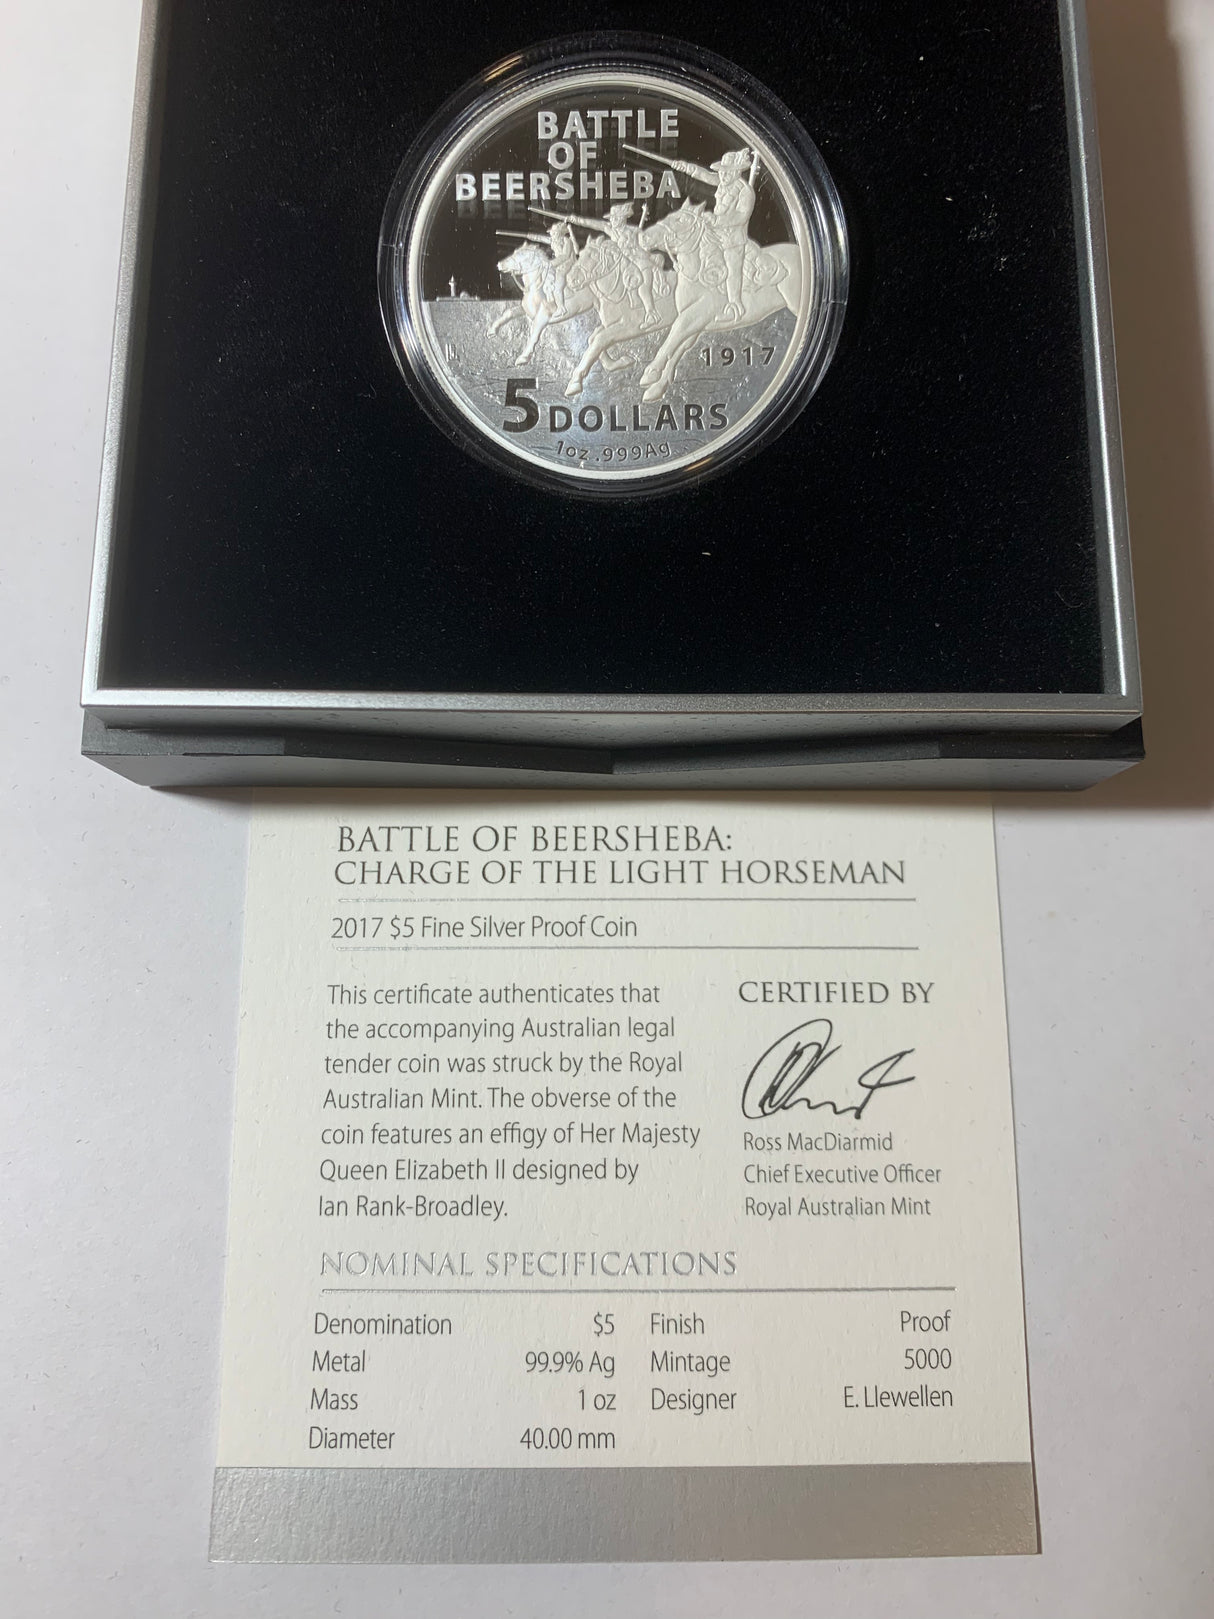 BATTLE
OF
BEERSHEBA
1917
5 DOLLARS
1oz .999Ag
BATTLE OF BEERSHEBA:
CHARGE OF THE LIGHT HORSEMAN
2017 $5 Fine Silver Proof Coin
This certificate authenticates that
the accompanying Australian legal
tender coin was struck by the Royal
Australian Mint. The obverse of the
coin features an effigy of Her Majesty
Queen Elizabeth II designed by
Ian Rank-Broadley.
CERTIFIED BY
Ross MacDiarmid
Chief Executive Officer
Royal Australian Mint
NOMINAL SPECIFICATIONS
Denomination $5 Finish Proof
Metal 99.9% Ag Mintage 5000
Mass 1 oz Designer E. Llewellen
Diameter 40.00 mm